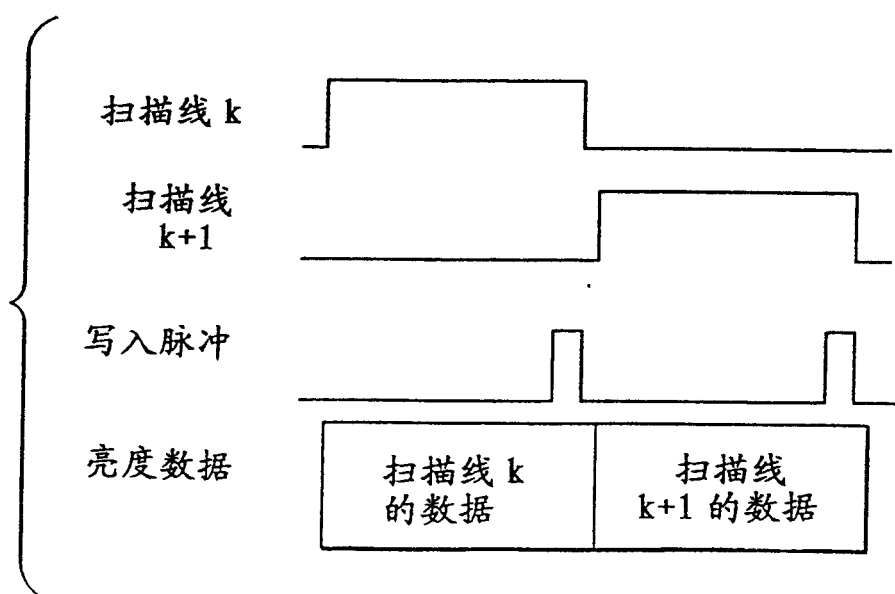 扫描线 k
扫描线
k+1
写入脉冲
亮度数据
扫描线 k
的数据
扫描线
k+1 的数据